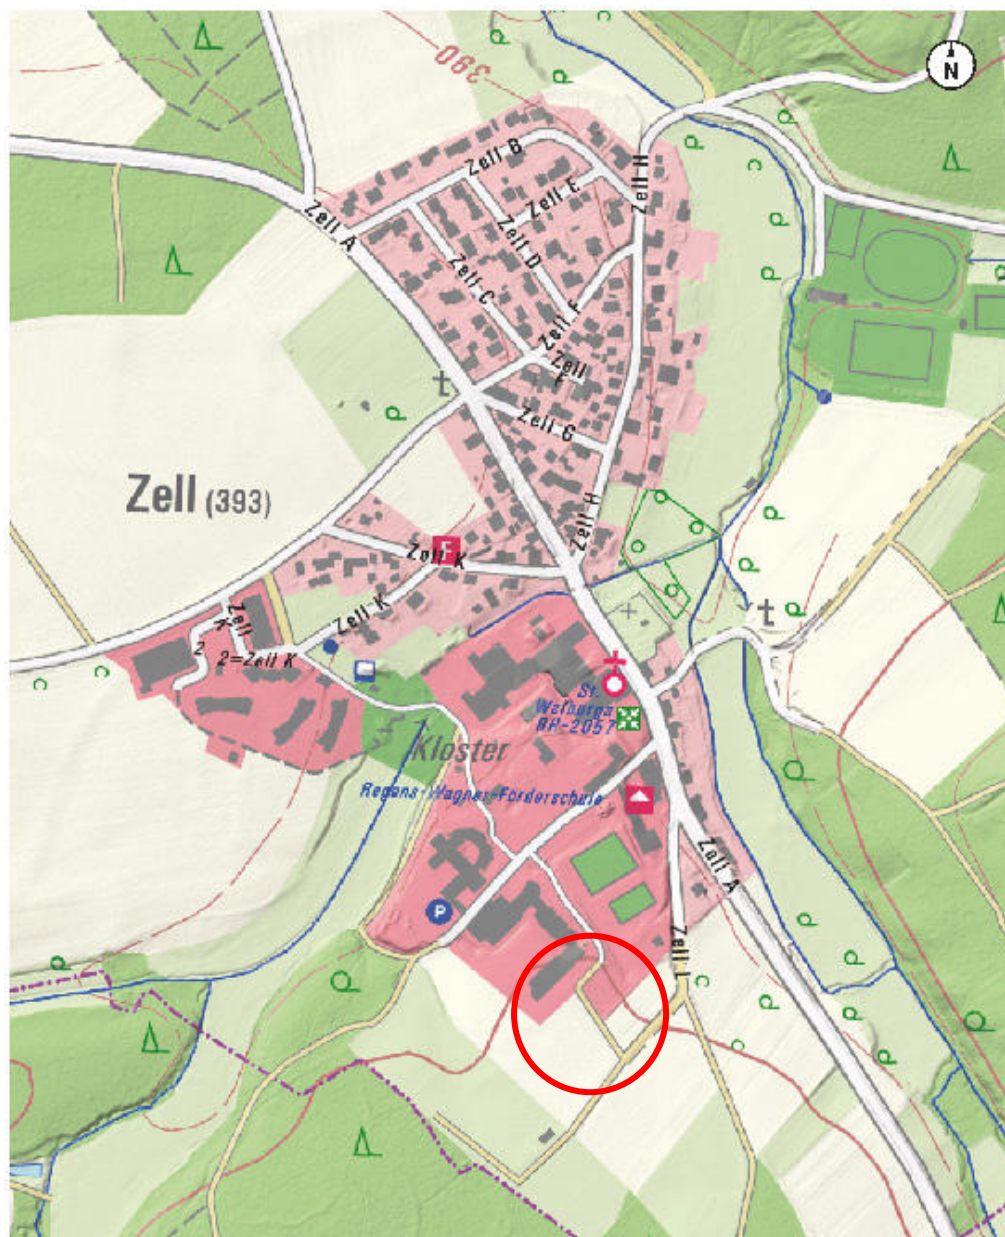 390
N
Zell B
Zell H
Zell E
Zell A
Zell D
Zell C
Zell F
Zell
F
Zell G
Zell (393)
Zell H
F
Zell K
Zell K
Zell
K
2
2=Zell K
St.
Walburga
RH-2057
Kloster
Regens-Wagner-Förderschule
Zell A
P
Zell I